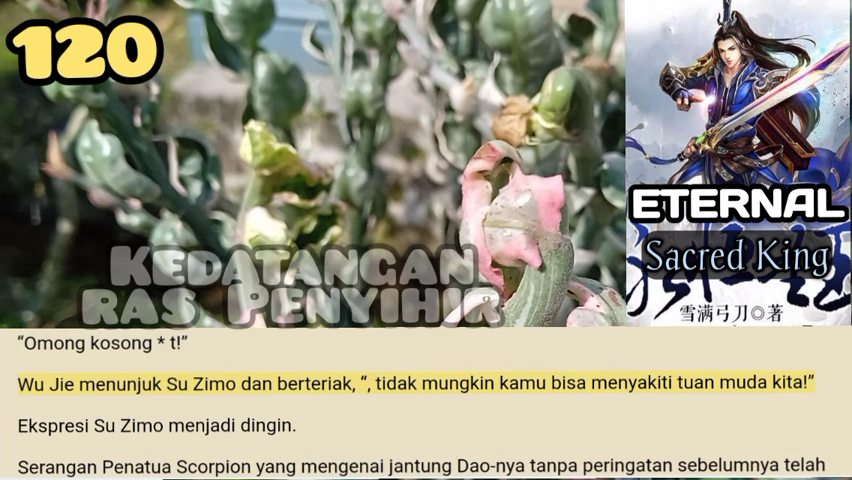 120
KEDATANGAN
RAS PENYIHIR
ETERNAL
Sacred King
雪满弓刀◎著
“Omong kosong * t!”
Wu Jie menunjuk Su Zimo dan berteriak, “, tidak mungkin kamu bisa menyakiti tuan muda kita!”
Ekspresi Su Zimo menjadi dingin.
Serangan Penatua Scorpion yang mengenai jantung Dao-nya tanpa peringatan sebelumnya telah